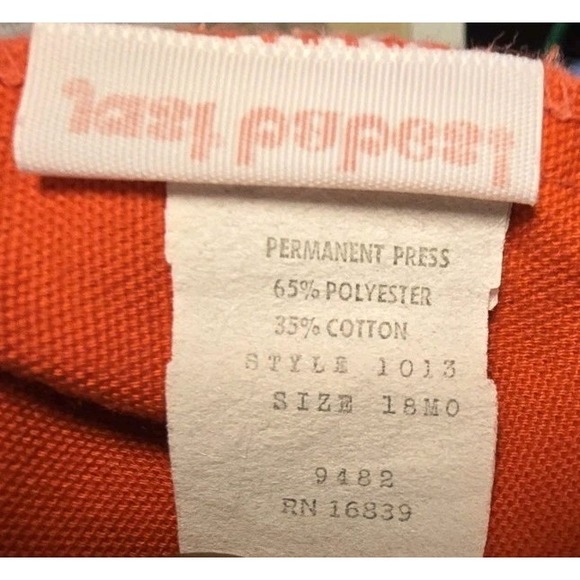 PERMANENT PRESS
65% POLYESTER
35% COTTON
STYLE 1013
SIZE 18MO
9482
RN 16839